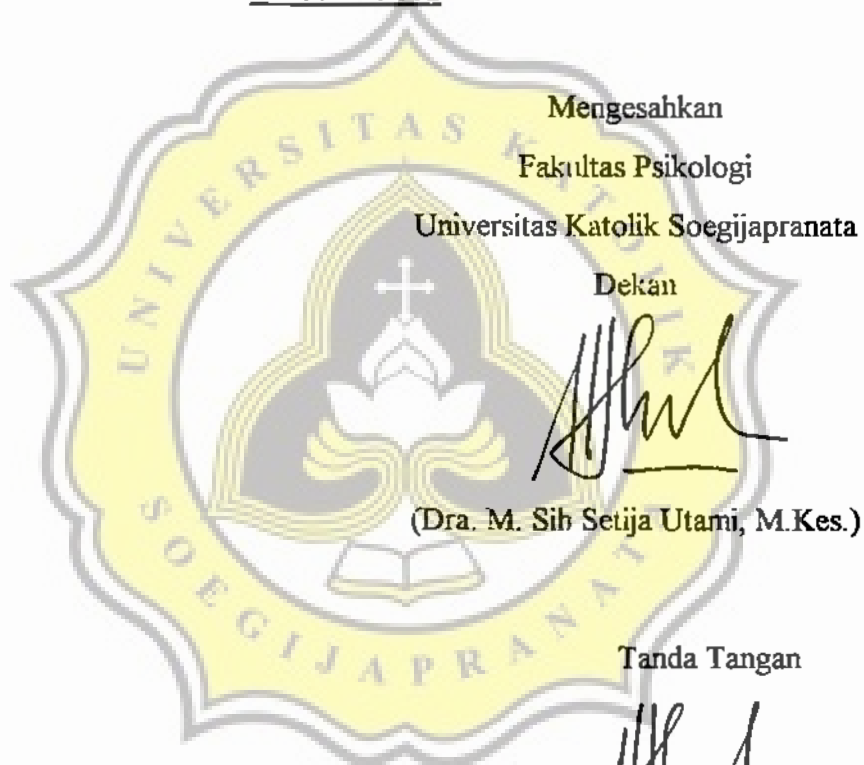 Mengesahkan
Fakultas Psikologi
Universitas Katolik Soegijapranata
Dekan
(Dra. M. Sih Setija Utami, M.Kes.)
Tanda Tangan
UNIVERSITAS KATOLIK
SOEGIJAPRANATA